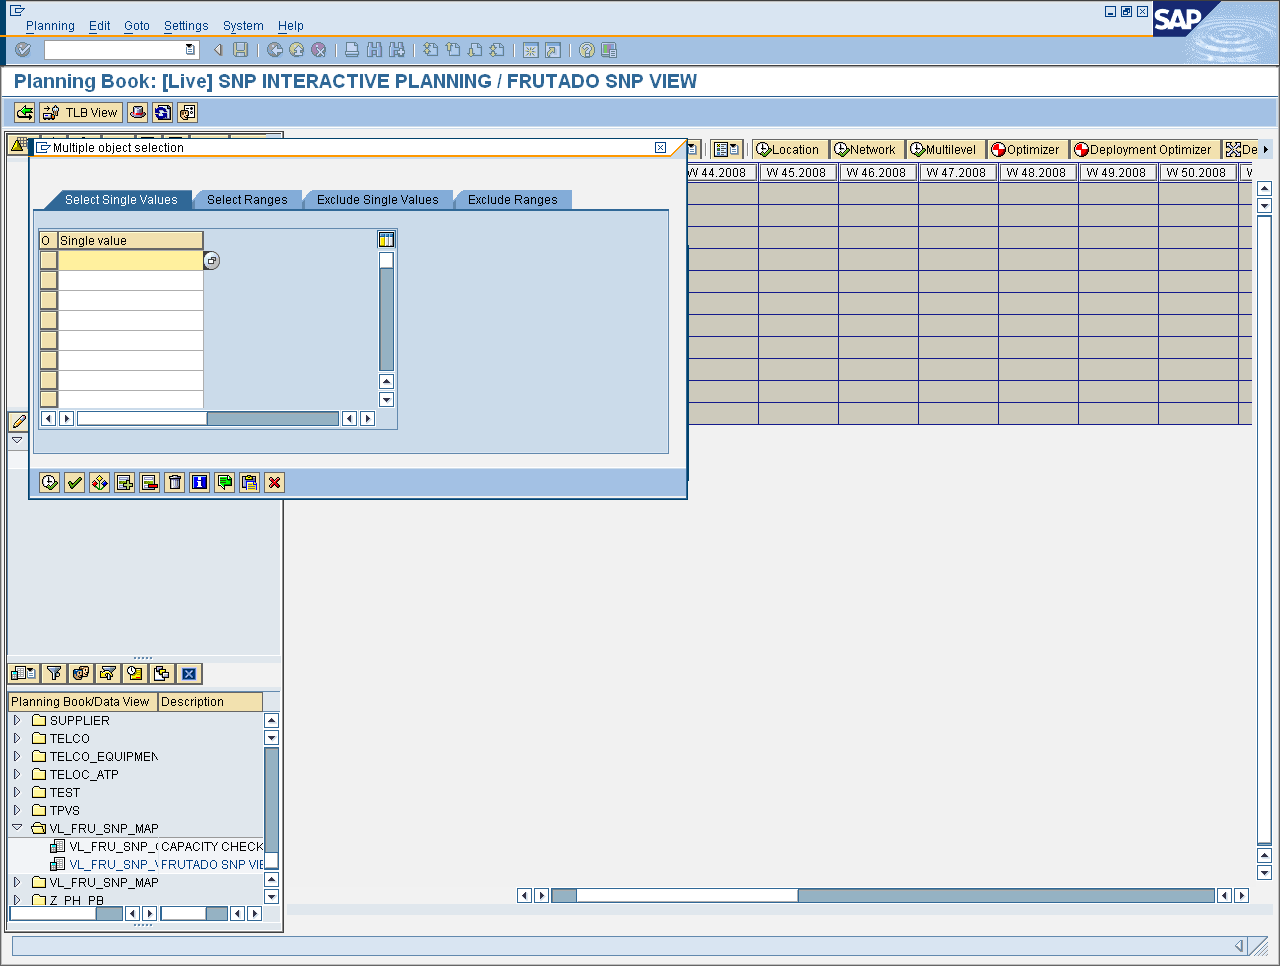 Planning Edit Goto Settings System Help
SAP
Planning Book: [Live] SNP INTERACTIVE PLANNING / FRUTADO SNP VIEW
TLB View
Multiple object selection
Location Network Multilevel Optimizer Deployment Optimizer De
W 44.2008 W 45.2008 W 46.2008 W 47.2008 W 48.2008 W 49.2008 W 50.2008 W
Select Single Values Select Ranges Exclude Single Values Exclude Ranges
O Single value
Planning Book/Data View Description
SUPPLIER
TELCO
TELCO_EQUIPMEN
TELOC_ATP
TEST
TPVS
VL_FRU_SNP_MAP
VL_FRU_SNP_( CAPACITY CHECK
VL_FRU_SNP_\ FRUTADO SNP VIE
VL_FRU_SNP_MAP
Z_PH_PB